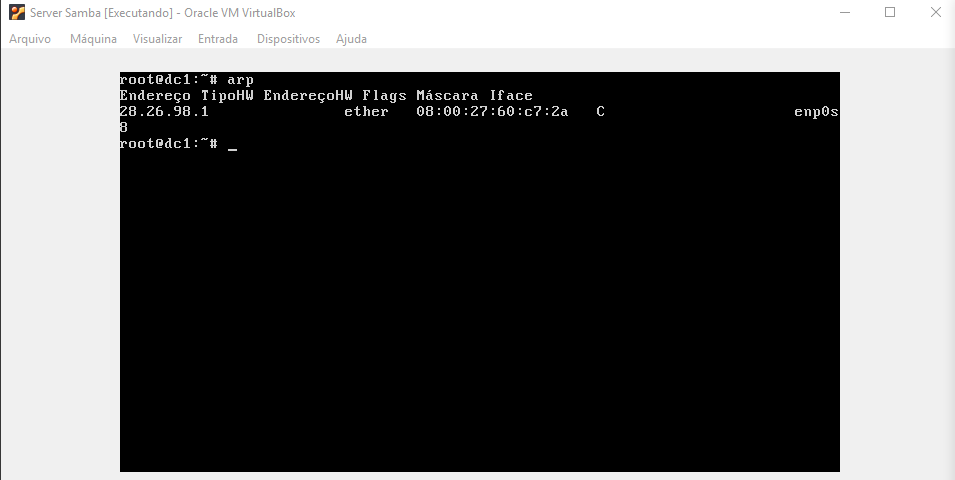 Server Samba [Executando] - Oracle VM VirtualBox
Arquivo Máquina Visualizar Entrada Dispositivos Ajuda
root@dc1:~# arp
Endereço TipoHW EndereçoHW Flags Máscara Iface
28.26.98.1 ether 08:00:27:60:c7:2a C enp0s
8
root@dc1:~# _